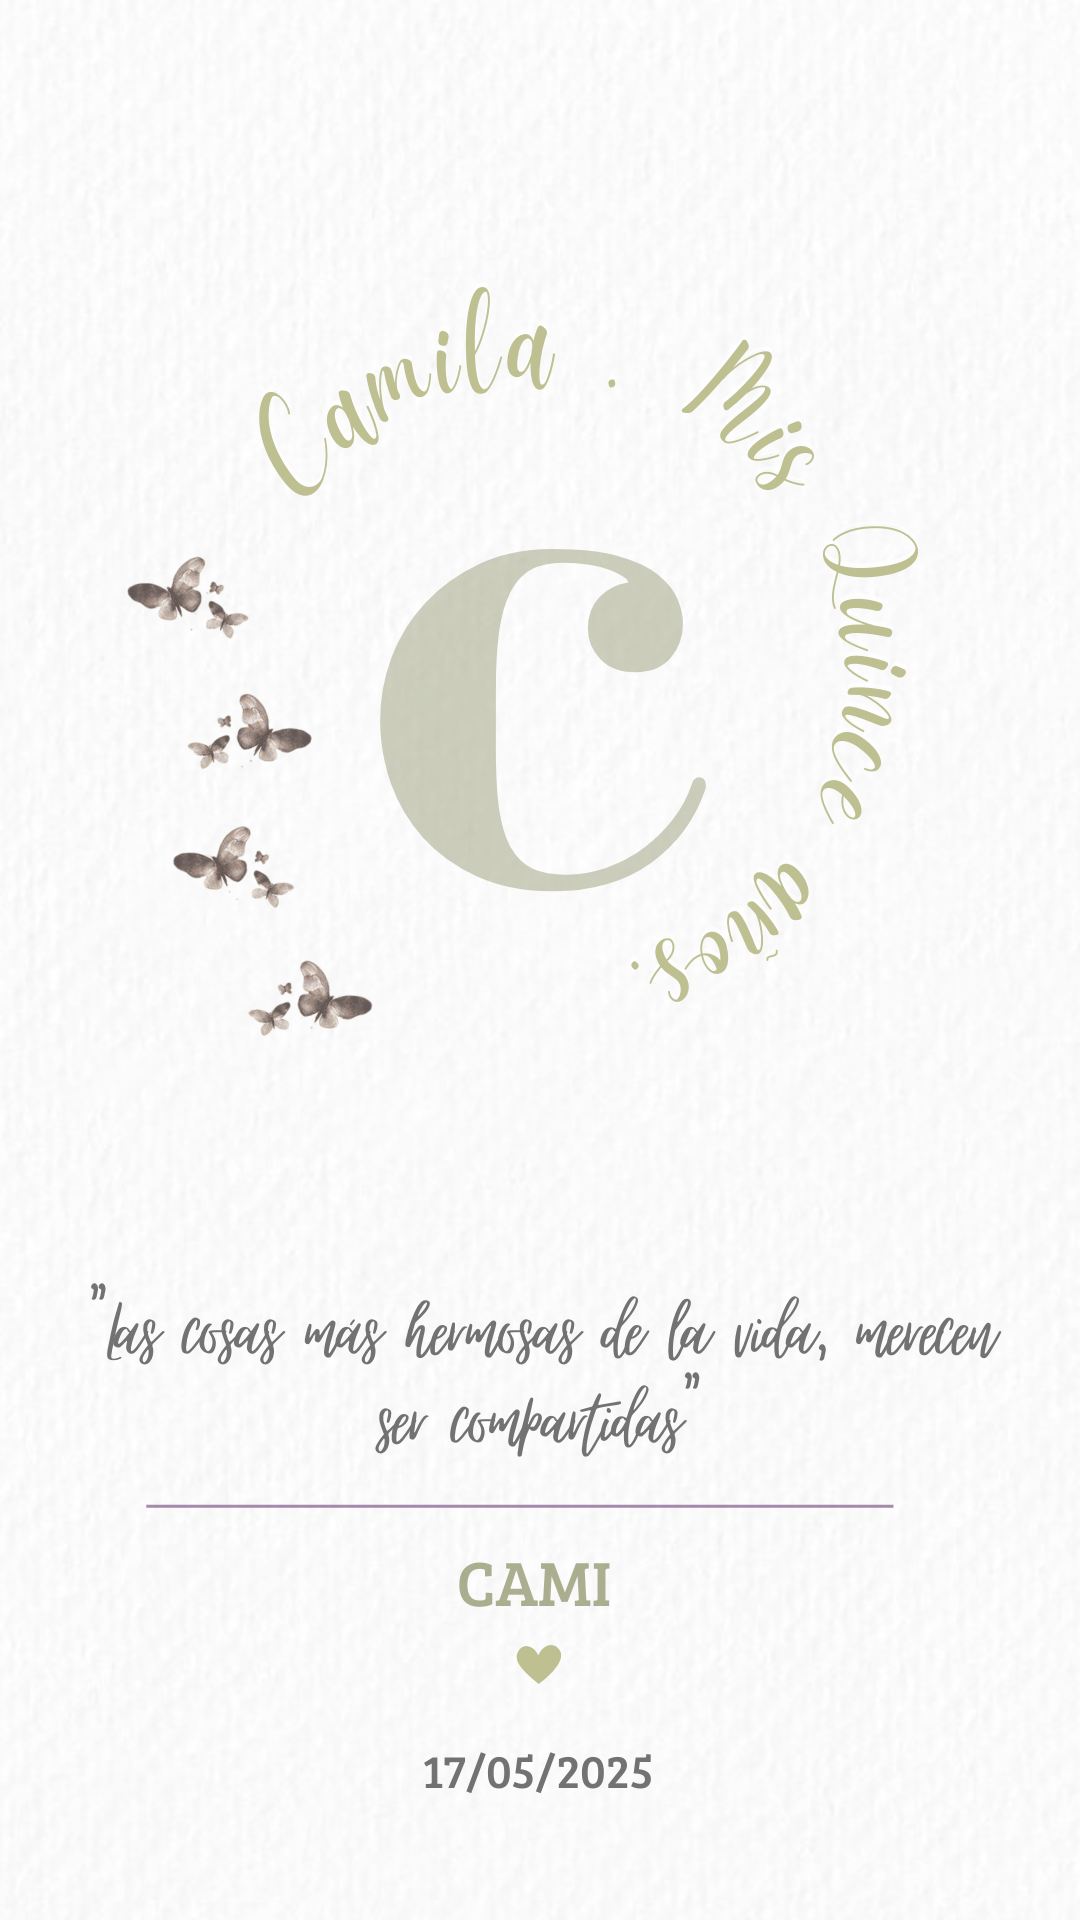 Camila . Mis Quince años.
C
"Las cosas más hermosas de la vida, merecen
ser compartidas"
CAMI
17/05/2025